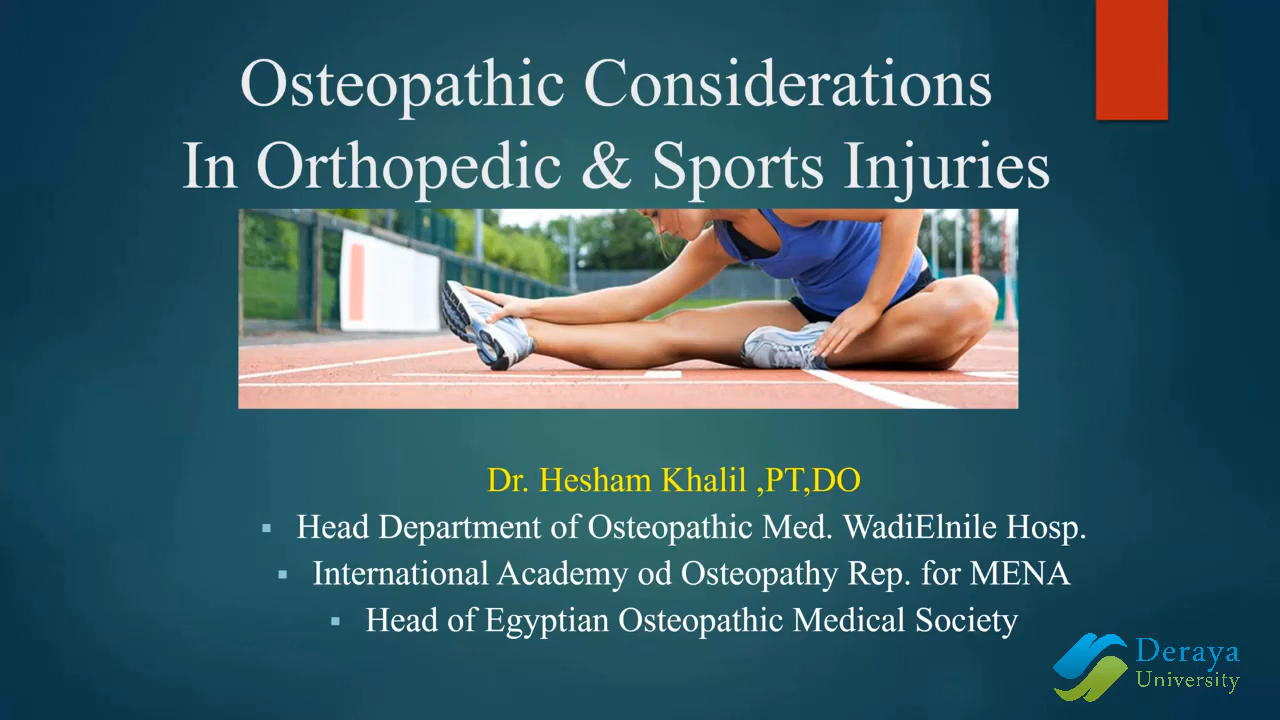 Osteopathic Considerations
In Orthopedic & Sports Injuries
Dr. Hesham Khalil ,PT,DO
▪ Head Department of Osteopathic Med. WadiElnile Hosp.
▪ International Academy od Osteopathy Rep. for MENA
▪ Head of Egyptian Osteopathic Medical Society
Deraya
University